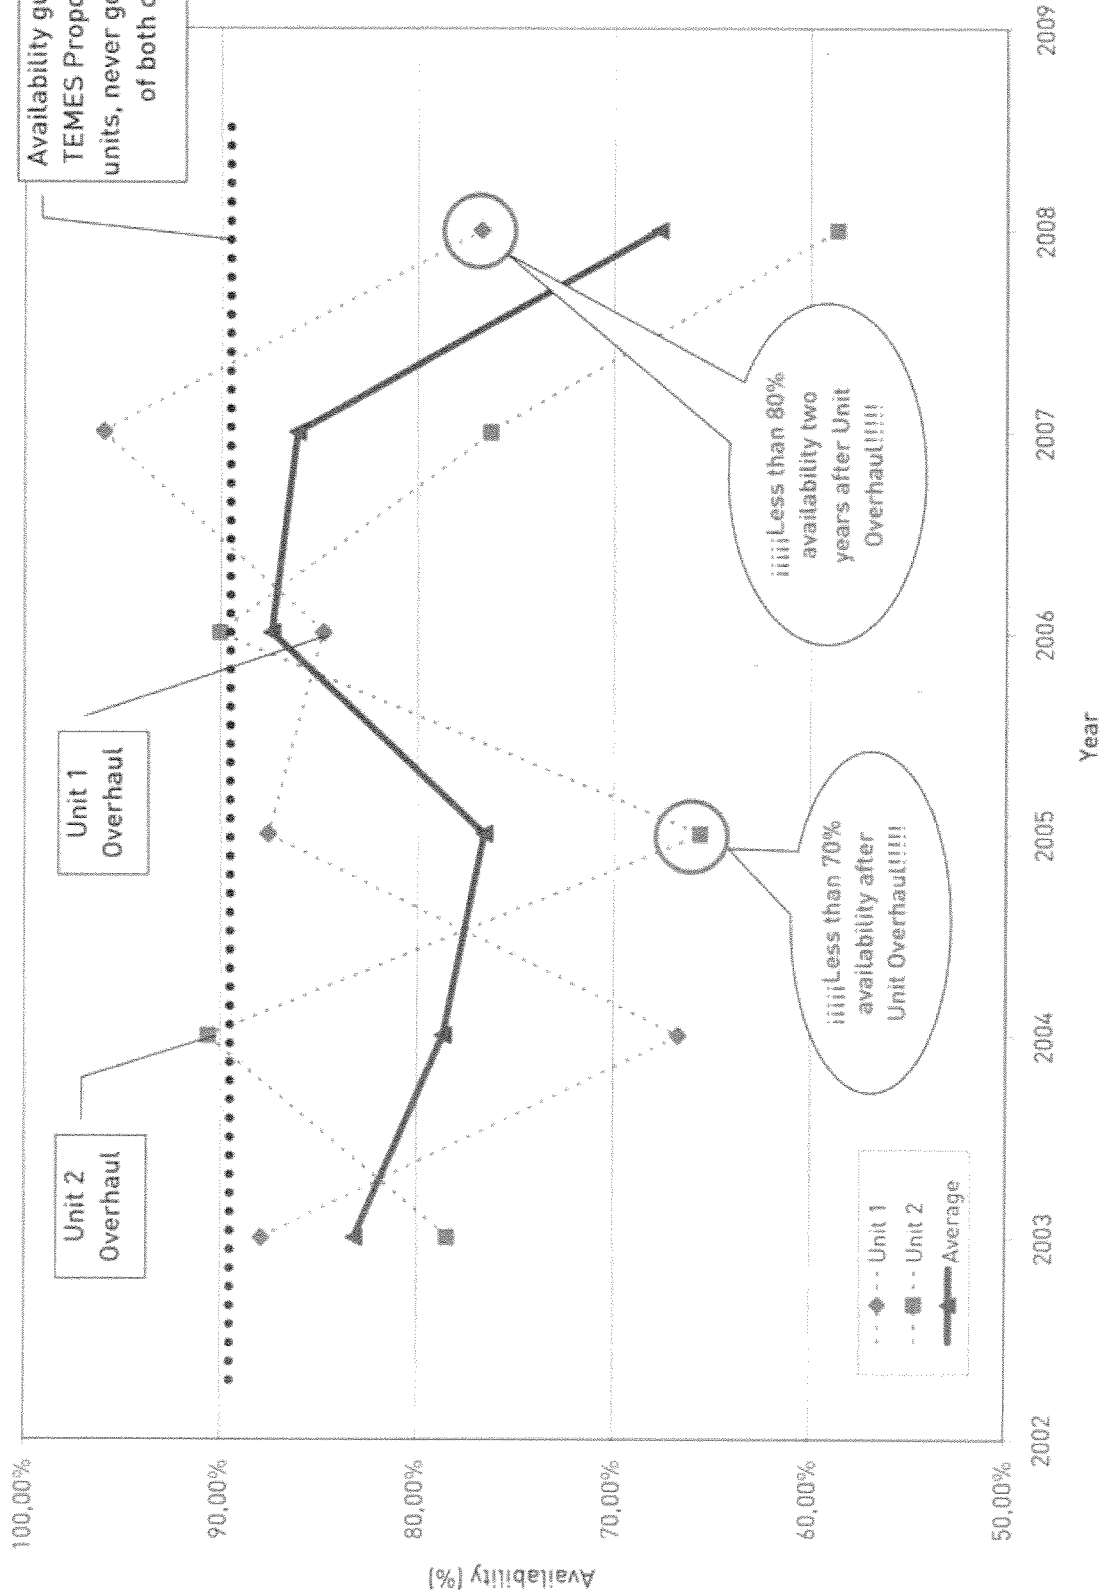 Availability gu
TEMES Propo
units, never go
of both
Unit 2
Overhaul
Unit 1
Overhaul
100,00%
90,00%
80,00%
70,00%
60,00%
50,00%
Availability (%)
¡¡¡¡¡Less than 70%
availability after
Unit Overhaul!!!!!
¡¡¡¡¡Less than 80%
availability two
years after Unit
Overhaul!!!!!
Unit 1
Unit 2
Average
2002
2003
2004
2005
2006
2007
2008
2009
Year